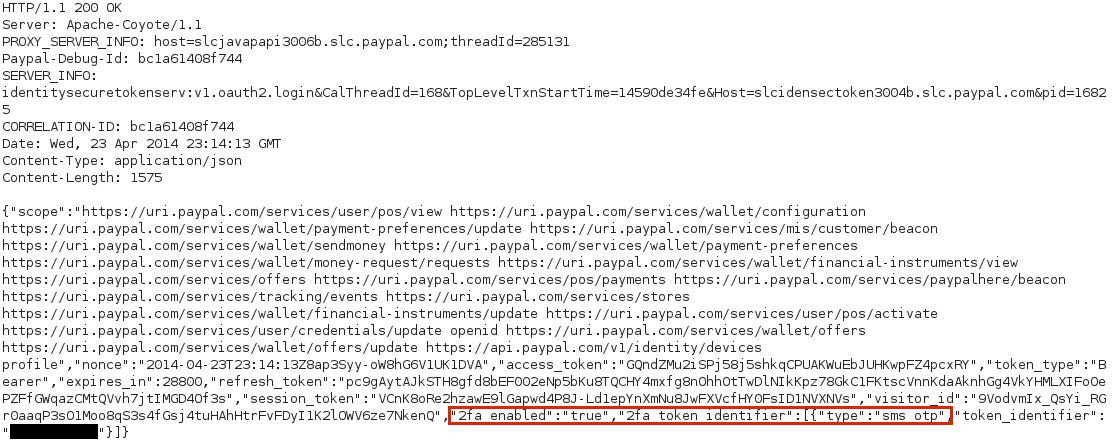 HTTP/1.1 200 OK
Server: Apache-Coyote/1.1
PROXY_SERVER_INFO: host=slcjavapapi3006b.slc.paypal.com;threadId=285131
Paypal-Debug-Id: bc1a61408f744
SERVER_INFO:
identitysecuretokenserv:v1.oauth2.login&CalThreadId=168&TopLevelTxnStartTime=14590de34fe&Host=slcidensectoken3004b.slc.paypal.com&pid=1682
5
CORRELATION-ID: bc1a61408f744
Date: Wed, 23 Apr 2014 23:14:13 GMT
Content-Type: application/json
Content-Length: 1575
{"scope":"https://uri.paypal.com/services/user/pos/view https://uri.paypal.com/services/wallet/configuration
https://uri.paypal.com/services/wallet/payment-preferences/update https://uri.paypal.com/services/mis/customer/beacon
https://uri.paypal.com/services/wallet/sendmoney https://uri.paypal.com/services/wallet/payment-preferences
https://uri.paypal.com/services/wallet/money-request/requests https://uri.paypal.com/services/wallet/financial-instruments/view
https://uri.paypal.com/services/offers https://uri.paypal.com/services/pos/payments https://uri.paypal.com/services/paypalhere/beacon
https://uri.paypal.com/services/tracking/events https://uri.paypal.com/services/stores
https://uri.paypal.com/services/wallet/financial-instruments/update https://uri.paypal.com/services/user/pos/activate
https://uri.paypal.com/services/user/credentials/update openid https://uri.paypal.com/services/wallet/offers
https://uri.paypal.com/services/wallet/offers/update https://api.paypal.com/v1/identity/devices
profile","nonce":"2014-04-23T23:14:13Z8ap3Syy-oW8hG6V1UK1DVA","access_token":"GQndZMu2iSPj58j5shkqCPUAKWuEbJUHKwpFZ4pcxRY","token_type":"B
earer","expires_in":28800,"refresh_token":"pc9gAytAJkSTH8gfd8bEF002eNp5bKu8TQCHY4mxfg8nOhhOtTwDlNIkKpz78GkC1FKtscVnnKdaAknhGg4VkYHMLXIFoOe
PZFfGWqazCMtQVvh7jtIMGD4Of3s","session_token":"VCnK8oRe2hzawE9lGapwd4P8J-Ld1epYnXmNu8JwFXVcfHYOFsID1NVXNVs","visitor_id":"9VodvmIx_QsYi_RG
rOaaqP3sO1Moo8qS3s4fGsj4tuHAhHtrFvFDyI1K2lOWV6ze7NkenQ","2fa_enabled":"true","2fa_token_identifier":[{"type":"sms_otp","token_identifier":
""}]}